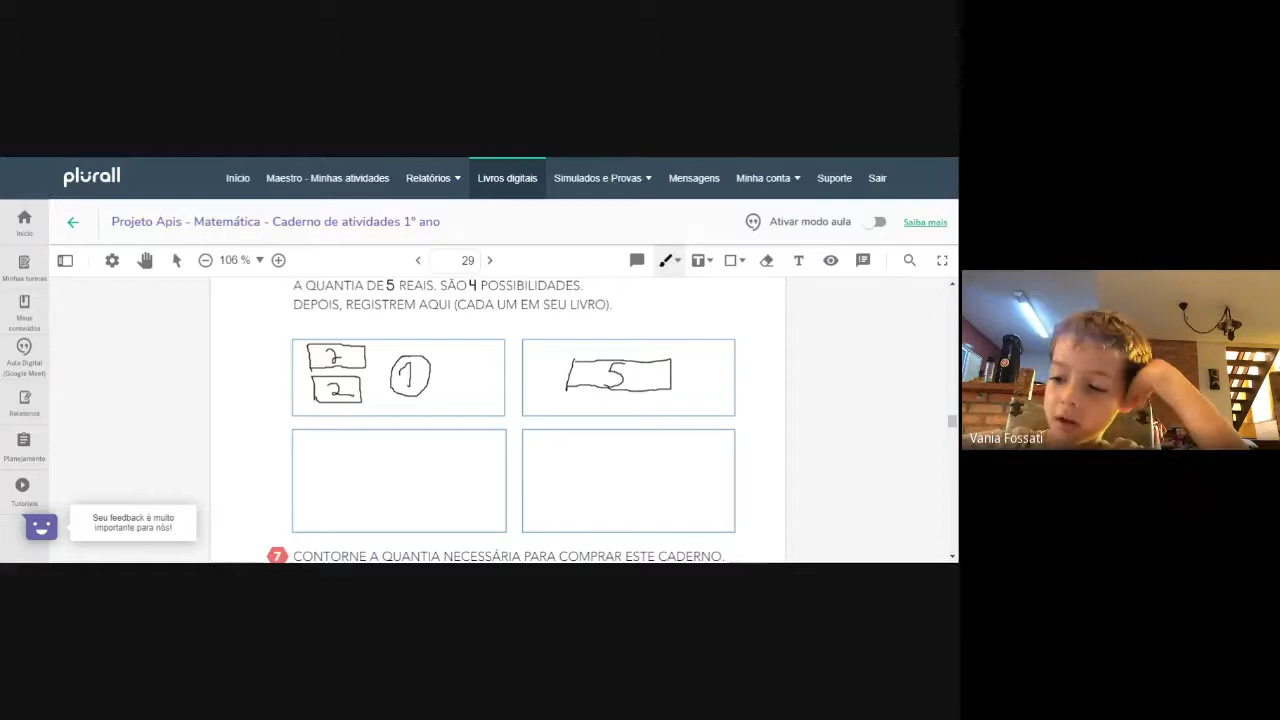 plurall
Início
Maestro - Minhas atividades
Relatórios
Livros digitais
Simulados e Provas
Mensagens
Minha conta
Suporte
Sair
Projeto Apis - Matemática - Caderno de atividades 1º ano
Ativar modo aula
Saiba mais
106 %
29
T
Início
Minhas turmas
Meus
conteúdos
Aula Digital
(Google Meet)
Relatórios
Planejamento
Tutoriais
A QUANTIA DE 5 REAIS. SÃO 4 POSSIBILIDADES.
DEPOIS, REGISTREM AQUI (CADA UM EM SEU LIVRO).
2
2
1
5
7 CONTORNE A QUANTIA NECESSÁRIA PARA COMPRAR ESTE CADERNO.
Seu feedback é muito
importante para nós!
Vania Fossati